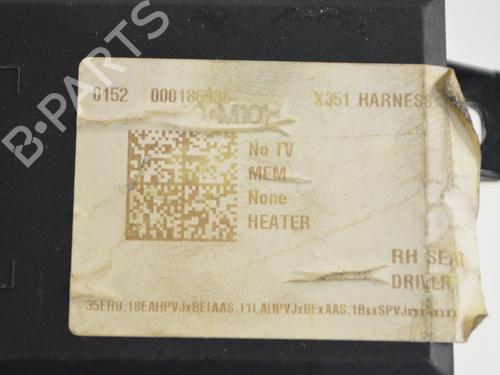 B-PARTS
0152 000186936 X351 HARNESS
No TV
MEM
None
HEATER
RH SEAT
DRIVER